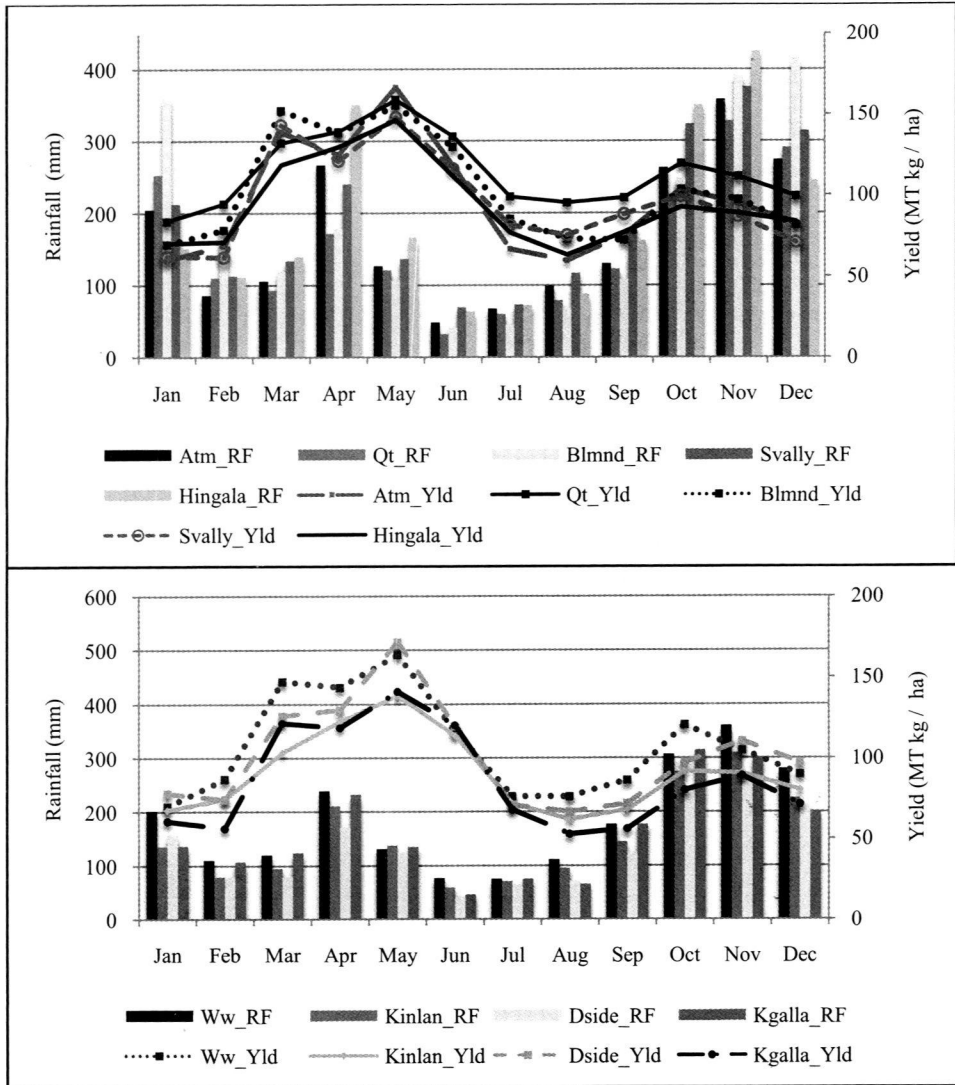 Rainfall (mm)
400
300
200
100
0
200
150
100
50
0
Yield (MT kg / ha)
Jan Feb Mar Apr May Jun Jul Aug Sep Oct Nov Dec
Atm_RF Qt_RF Blmnd_RF Svally_RF
Hingala_RF Atm_Yld Qt_Yld Blmnd_Yld
Svally_Yld Hingala_Yld
Rainfall (mm)
600
500
400
300
200
100
0
200
150
100
50
0
Yield (MT kg / ha)
Jan Feb Mar Apr May Jun Jul Aug Sep Oct Nov Dec
Ww_RF Kinlan_RF Dside_RF Kgalla_RF
Ww_Yld Kinlan_Yld Dside_Yld Kgalla_Yld